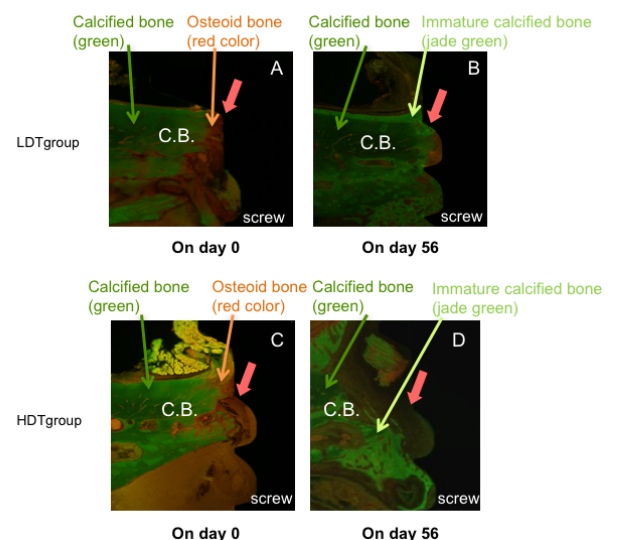 Calcified bone Osteoid bone Calcified bone Immature calcified bone
(green) (red color) (green) (jade green)
A B
LDTgroup C.B. C.B.
screw screw
On day 0 On day 56
Calcified bone Osteoid bone Calcified bone Immature calcified bone
(green) (red color) (green) (jade green)
C D
HDTgroup C.B. C.B.
screw screw
On day 0 On day 56